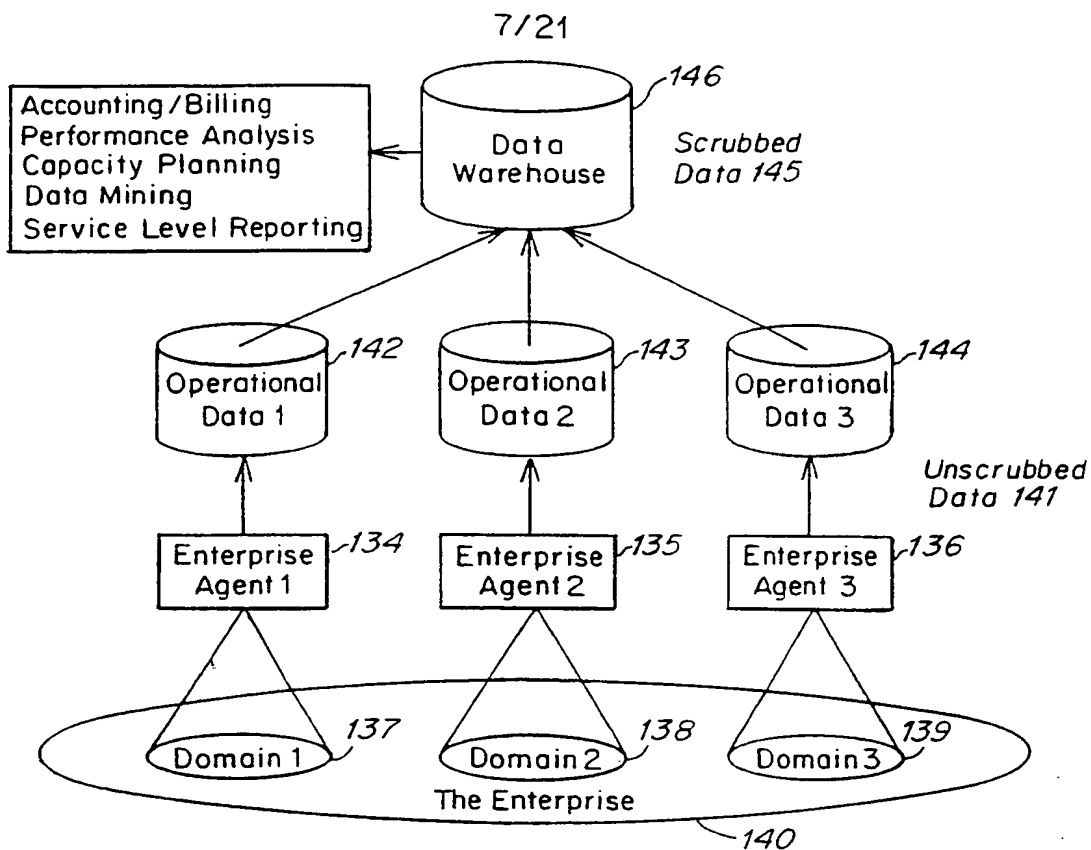 7/21
Accounting/Billing
Performance Analysis
Capacity Planning
Data Mining
Service Level Reporting
Data
Warehouse
146
Scrubbed
Data 145
Operational
Data 1
142
Operational
Data 2
143
Operational
Data 3
144
Unscrubbed
Data 141
Enterprise
Agent 1
134
Enterprise
Agent 2
135
Enterprise
Agent 3
136
Domain 1
137
Domain 2
138
Domain 3
139
The Enterprise
140